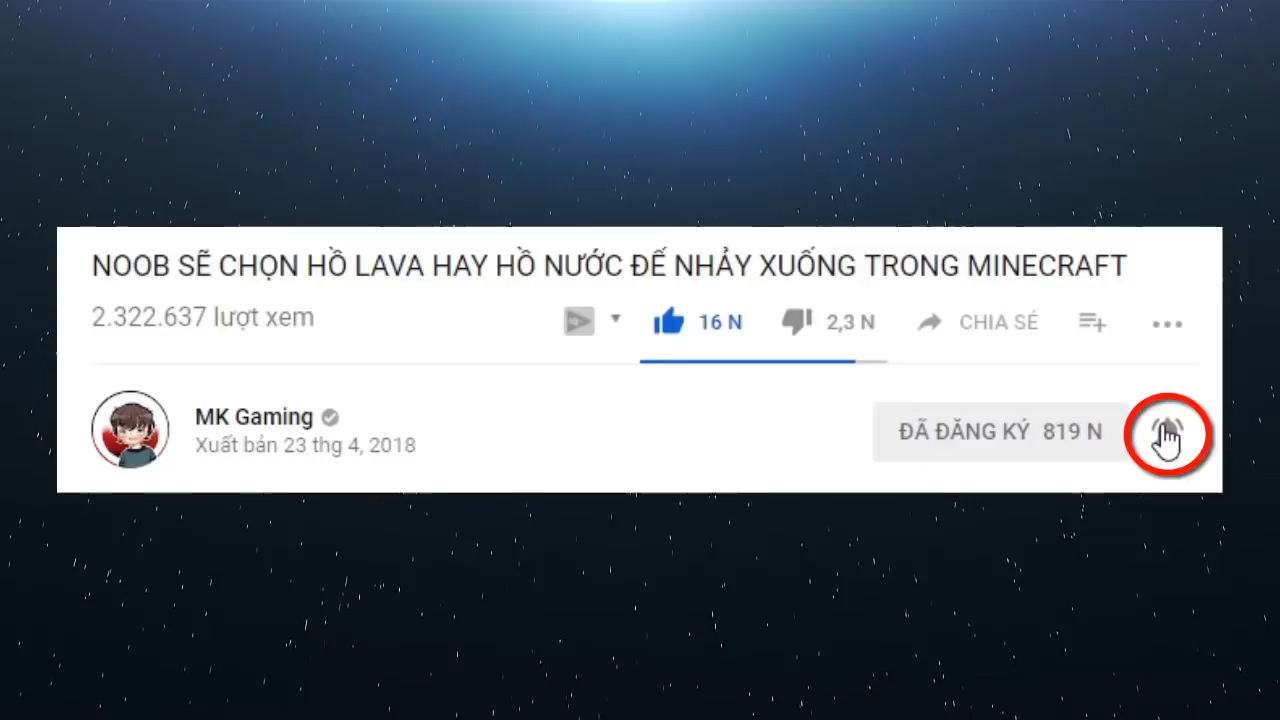 NOOB SẼ CHỌN HỒ LAVA HAY HỒ NƯỚC ĐỂ NHẢY XUỐNG TRONG MINECRAFT
2.322.637 lượt xem
16 N
2,3 N
CHIA SẺ
MK Gaming
Xuất bản 23 thg 4, 2018
ĐÃ ĐĂNG KÝ 819 N